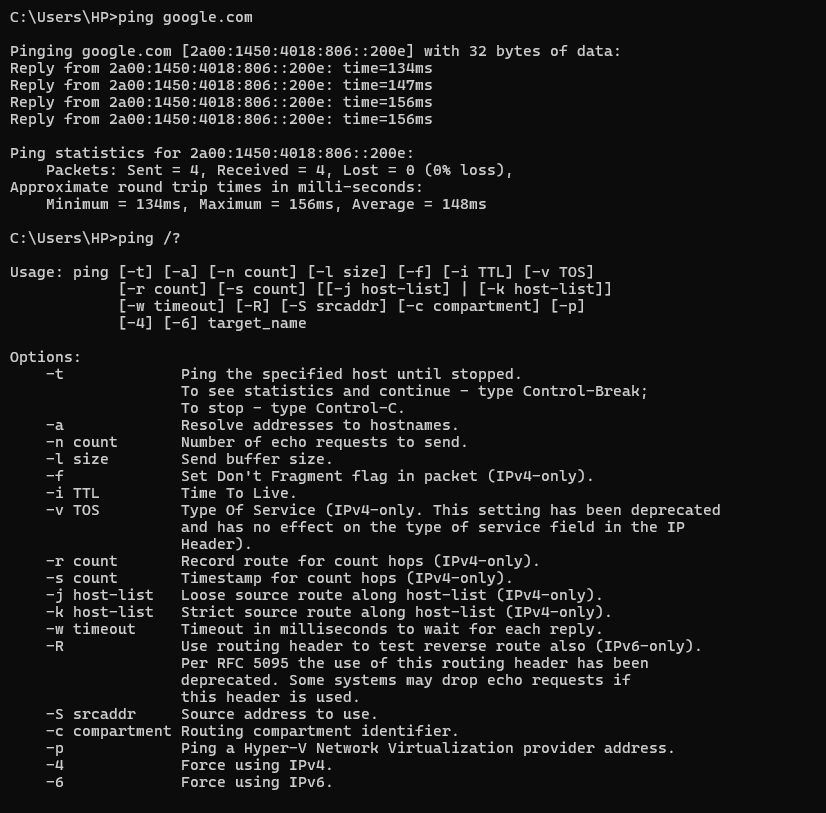 C:\Users\HP>ping google.com

Pinging google.com [2a00:1450:4018:806::200e] with 32 bytes of data:
Reply from 2a00:1450:4018:806::200e: time=134ms
Reply from 2a00:1450:4018:806::200e: time=147ms
Reply from 2a00:1450:4018:806::200e: time=156ms
Reply from 2a00:1450:4018:806::200e: time=156ms

Ping statistics for 2a00:1450:4018:806::200e:
    Packets: Sent = 4, Received = 4, Lost = 0 (0% loss),
Approximate round trip times in milli-seconds:
    Minimum = 134ms, Maximum = 156ms, Average = 148ms

C:\Users\HP>ping /?

Usage: ping [-t] [-a] [-n count] [-l size] [-f] [-i TTL] [-v TOS]
            [-r count] [-s count] [[-j host-list] | [-k host-list]]
            [-w timeout] [-R] [-S srcaddr] [-c compartment] [-p]
            [-4] [-6] target_name

Options:
    -t             Ping the specified host until stopped.
                   To see statistics and continue - type Control-Break;
                   To stop - type Control-C.
    -a             Resolve addresses to hostnames.
    -n count       Number of echo requests to send.
    -l size        Send buffer size.
    -f             Set Don't Fragment flag in packet (IPv4-only).
    -i TTL         Time To Live.
    -v TOS         Type Of Service (IPv4-only. This setting has been deprecated
                   and has no effect on the type of service field in the IP
                   Header).
    -r count       Record route for count hops (IPv4-only).
    -s count       Timestamp for count hops (IPv4-only).
    -j host-list   Loose source route along host-list (IPv4-only).
    -k host-list   Strict source route along host-list (IPv4-only).
    -w timeout     Timeout in milliseconds to wait for each reply.
    -R             Use routing header to test reverse route also (IPv6-only).
                   Per RFC 5095 the use of this routing header has been
                   deprecated. Some systems may drop echo requests if
                   this header is used.
    -S srcaddr     Source address to use.
    -c compartment Routing compartment identifier.
    -p             Ping a Hyper-V Network Virtualization provider address.
    -4             Force using IPv4.
    -6             Force using IPv6.